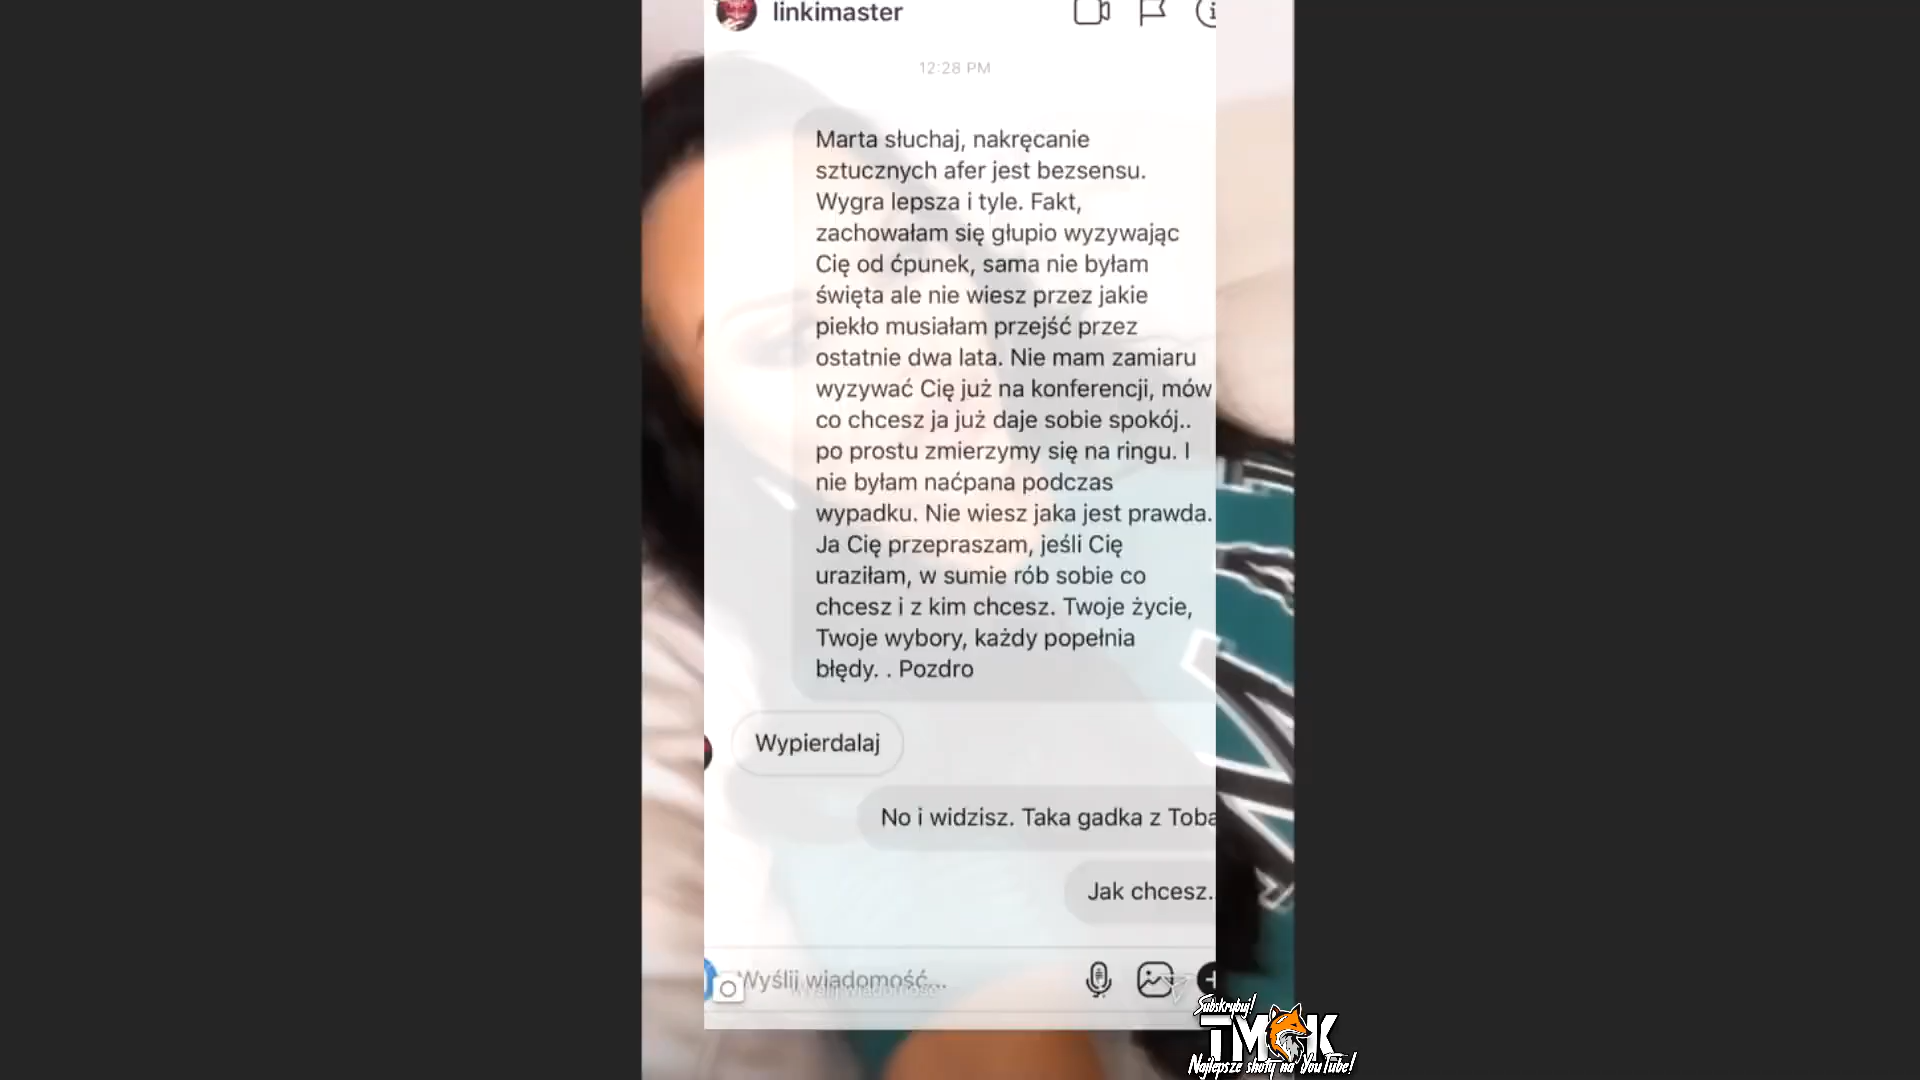 linkimaster
12:28 PM
Marta słuchaj, nakręcanie
sztucznych afer jest bezsensu.
Wygra lepsza i tyle. Fakt,
zachowałam się głupio wyzywając
Cię od ćpunek, sama nie byłam
święta ale nie wiesz przez jakie
piekło musiałam przejść przez
ostatnie dwa lata. Nie mam zamiaru
wyzywać Cię już na konferencji, mów
co chcesz ja już daje sobie spokój..
po prostu zmierzymy się na ringu. I
nie byłam naćpana podczas
wypadku. Nie wiesz jaka jest prawda.
Ja Cię przepraszam, jeśli Cię
uraziłam, w sumie rób sobie co
chcesz i z kim chcesz. Twoje życie,
Twoje wybory, każdy popełnia
błędy. . Pozdro
Wypierdalaj
No i widzisz. Taka gadka z Toba
Jak chcesz..
Wyślij wiadomość...
Wyślij wiadomość
Subskrybuj!
TMOK
Najlepsze shoty na YouTube!